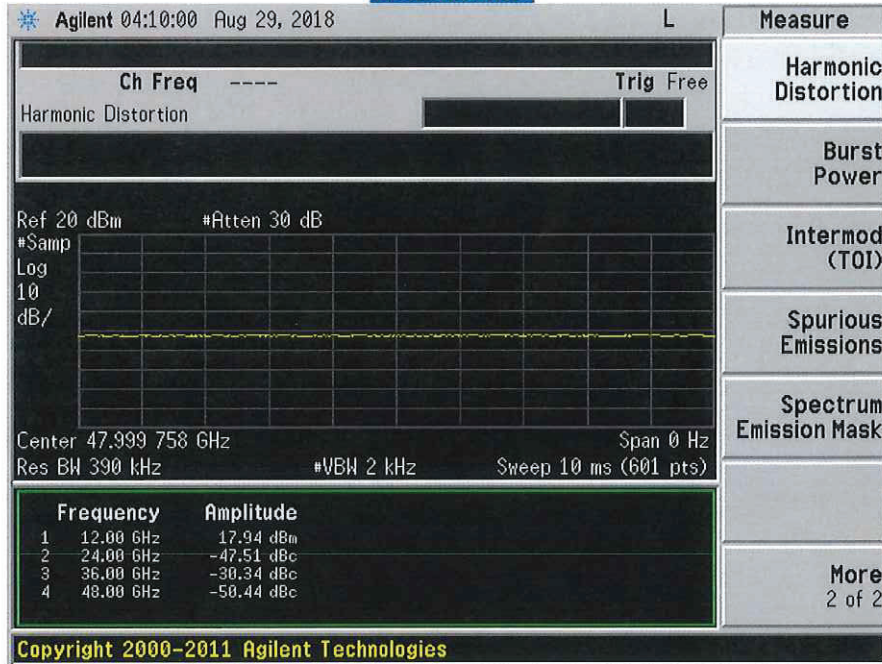 Agilent 04:10:00 Aug 29, 2018 L
Measure
Ch Freq ---- Trig Free
Harmonic Distortion
Ref 20 dBm #Atten 30 dB
#Samp
Log
10
dB/
Center 47.999 758 GHz Span 0 Hz
Res BW 390 kHz #VBW 2 kHz Sweep 10 ms (601 pts)
Frequency Amplitude
1 12.00 GHz 17.94 dBm
2 24.00 GHz -47.51 dBc
3 36.00 GHz -30.34 dBc
4 48.00 GHz -50.44 dBc
Copyright 2000-2011 Agilent Technologies
Harmonic
Distortion
Burst
Power
Intermod
(TOI)
Spurious
Emissions
Spectrum
Emission Mask
More
2 of 2